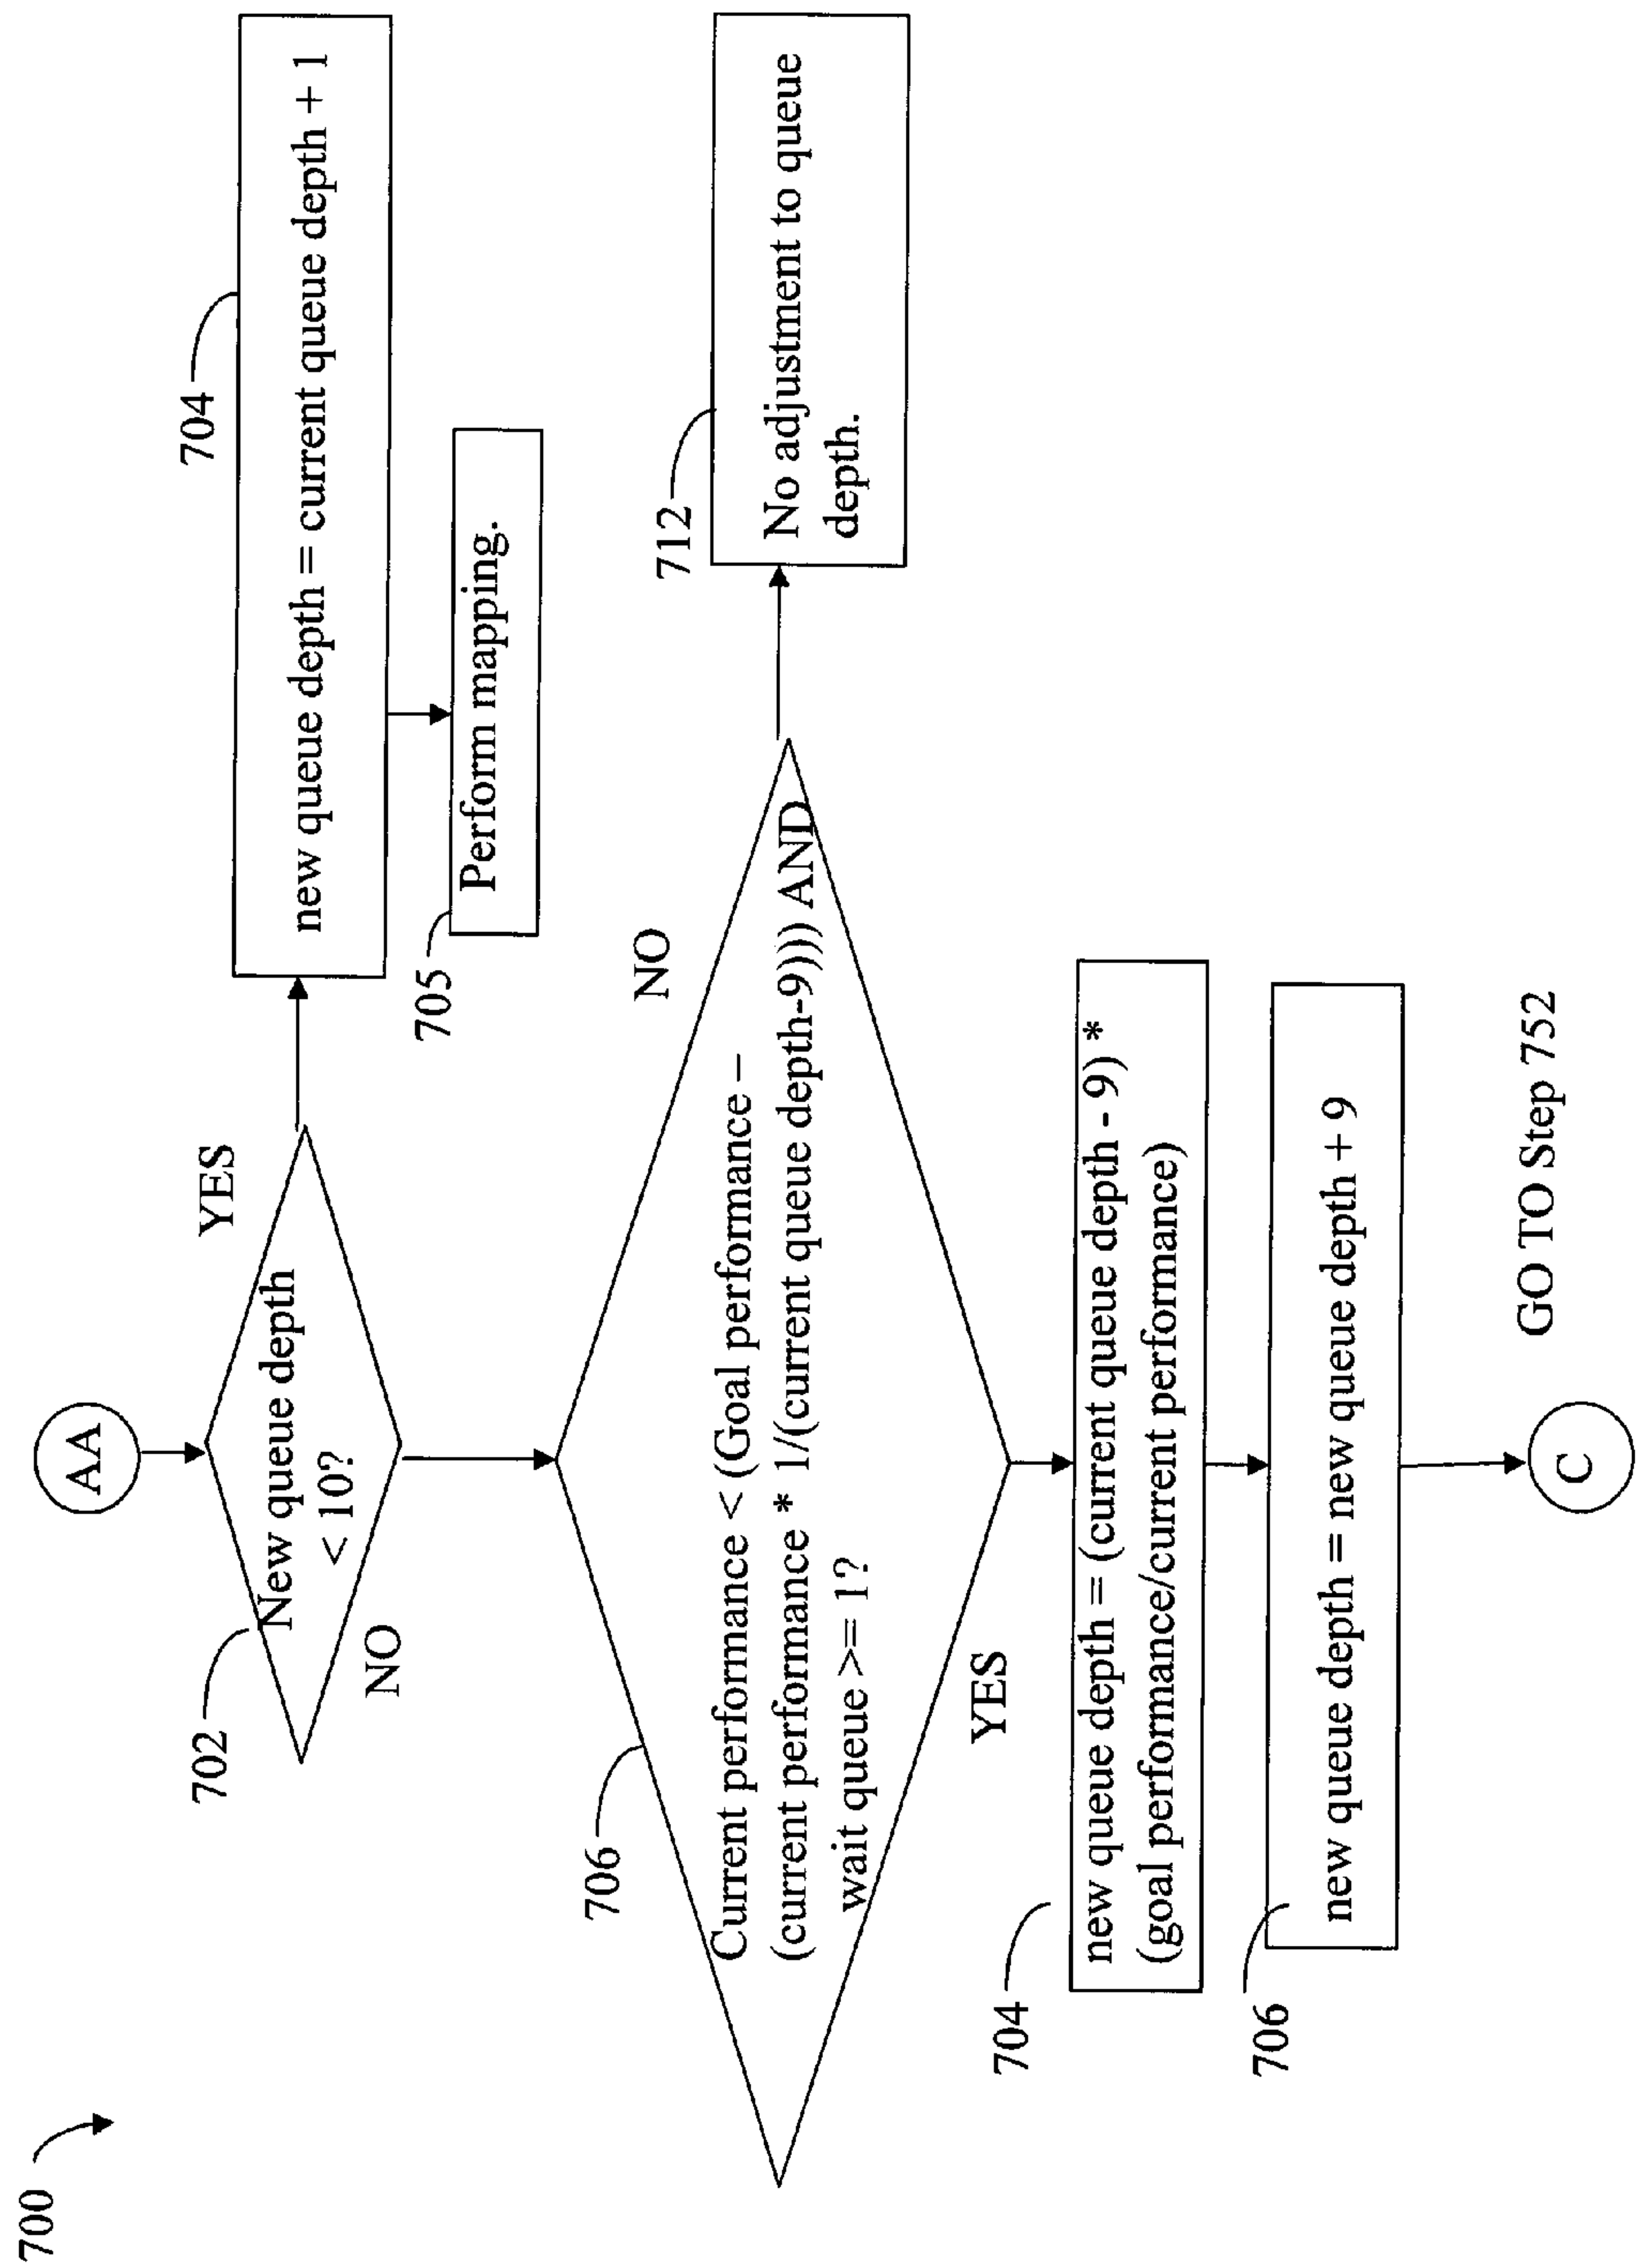 700
AA
702
New queue depth
< 10?
YES
NO
704
new queue depth = current queue depth + 1
705
Perform mapping.
706
Current performance < (Goal performance –
(current performance * 1/(current queue depth-9))) AND
wait queue >= 1?
NO
712
No adjustment to queue
depth.
YES
704
new queue depth = (current queue depth - 9) *
(goal performance/current performance)
706
new queue depth = new queue depth + 9
C
GO TO Step 752